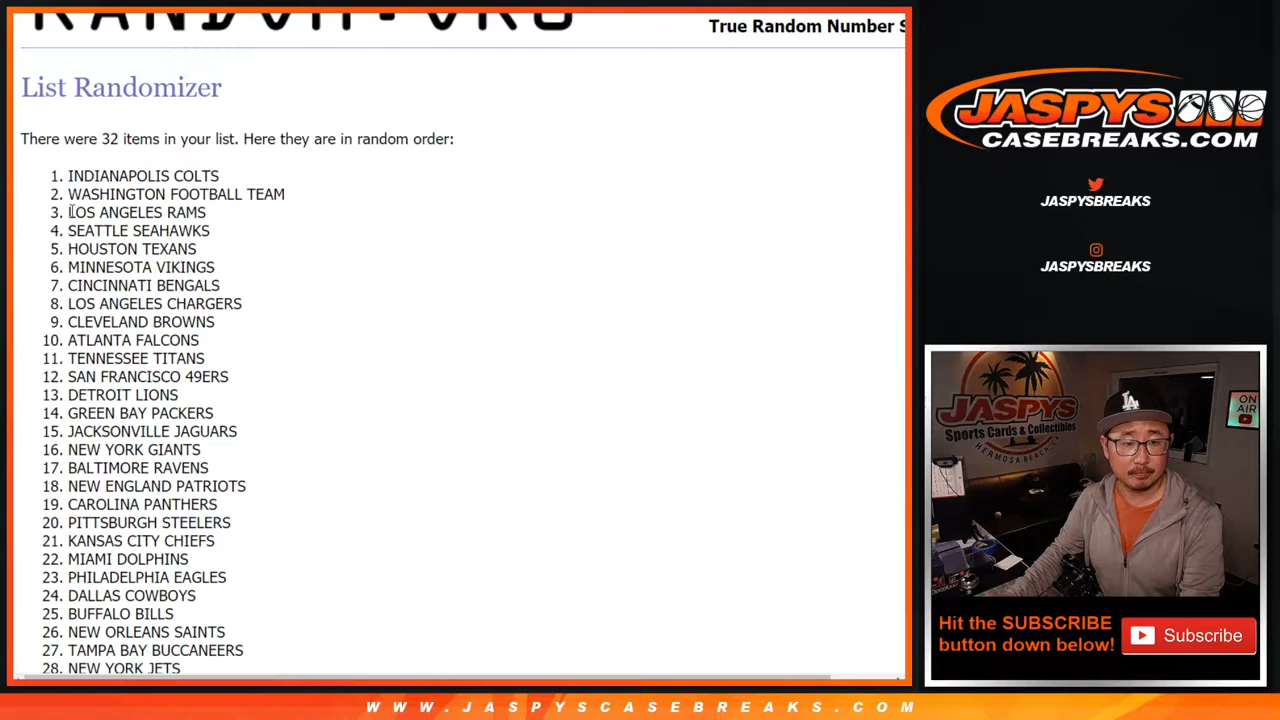 RANDOM.ORG
True Random Number S
List Randomizer
There were 32 items in your list. Here they are in random order:
1. INDIANAPOLIS COLTS
2. WASHINGTON FOOTBALL TEAM
3. LOS ANGELES RAMS
4. SEATTLE SEAHAWKS
5. HOUSTON TEXANS
6. MINNESOTA VIKINGS
7. CINCINNATI BENGALS
8. LOS ANGELES CHARGERS
9. CLEVELAND BROWNS
10. ATLANTA FALCONS
11. TENNESSEE TITANS
12. SAN FRANCISCO 49ERS
13. DETROIT LIONS
14. GREEN BAY PACKERS
15. JACKSONVILLE JAGUARS
16. NEW YORK GIANTS
17. BALTIMORE RAVENS
18. NEW ENGLAND PATRIOTS
19. CAROLINA PANTHERS
20. PITTSBURGH STEELERS
21. KANSAS CITY CHIEFS
22. MIAMI DOLPHINS
23. PHILADELPHIA EAGLES
24. DALLAS COWBOYS
25. BUFFALO BILLS
26. NEW ORLEANS SAINTS
27. TAMPA BAY BUCCANEERS
28. NEW YORK JETS
JASPYS
CASEBREAKS.COM
JASPYSBREAKS
JASPYSBREAKS
JASPYS
Sports Cards & Collectibles
HERMOSA BEACH, CA
LA
ON
AIR
Hit the SUBSCRIBE
button down below!
Subscribe
WWW.JASPYSCASEBREAKS.COM